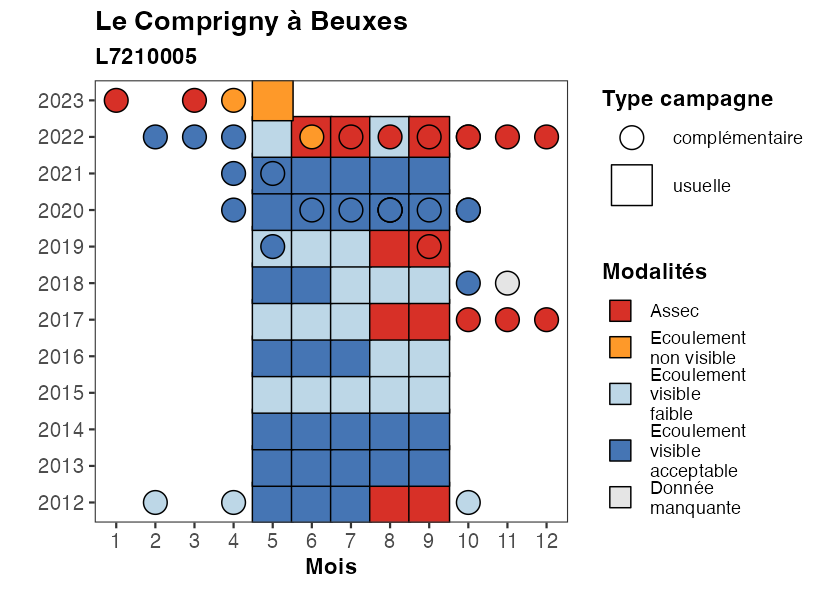 Le Comprigny à Beuxes
L7210005
2023
2022
2021
2020
2019
2018
2017
2016
2015
2014
2013
2012
1 2 3 4 5 6 7 8 9 10 11 12
Mois
Type campagne
complémentaire
usuelle
Modalités
Assec
Ecoulement
non visible
Ecoulement
visible
faible
Ecoulement
visible
acceptable
Donnée
manquante